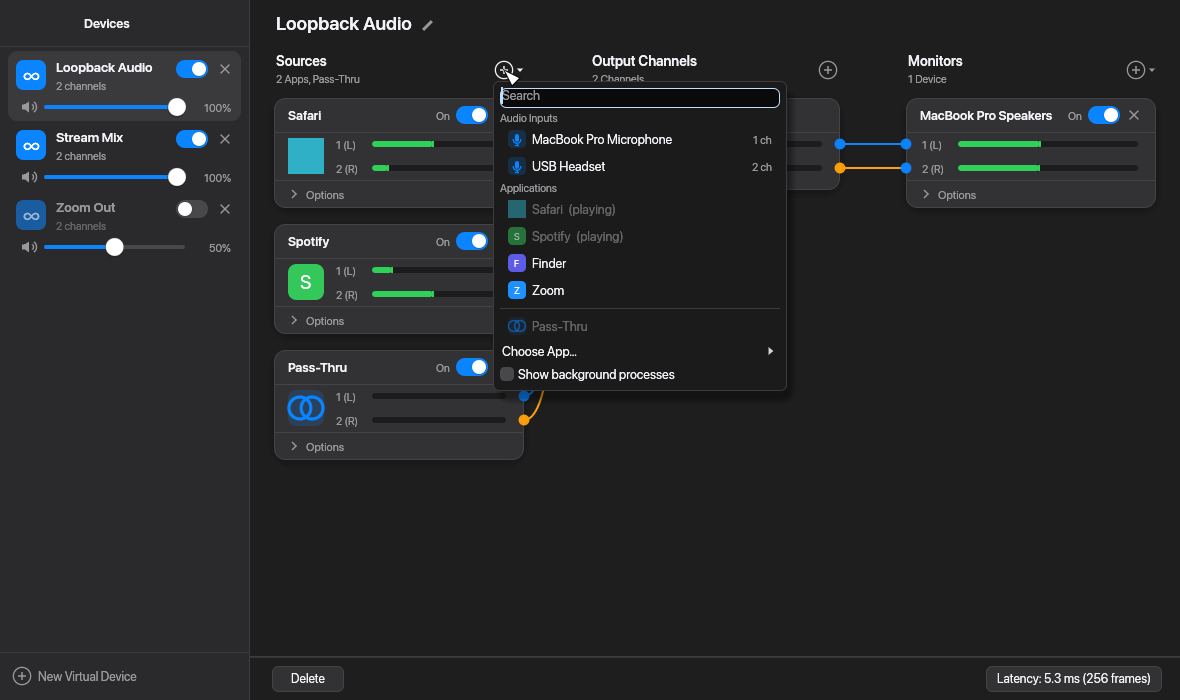 Devices
Loopback Audio
2 channels
100%
Stream Mix
2 channels
100%
Zoom Out
2 channels
50%
New Virtual Device
Loopback Audio
Sources
2 Apps, Pass-Thru
Output Channels
2 Channels
Monitors
1 Device
Safari
On
1 (L)
2 (R)
Options
Spotify
On
S
1 (L)
2 (R)
Options
Pass-Thru
On
1 (L)
2 (R)
Options
Search
Audio Inputs
MacBook Pro Microphone 1 ch
USB Headset 2 ch
Applications
Safari (playing)
S Spotify (playing)
F Finder
Z Zoom
Pass-Thru
Choose App...
Show background processes
MacBook Pro Speakers On
1 (L)
2 (R)
Options
Delete
Latency: 5.3 ms (256 frames)